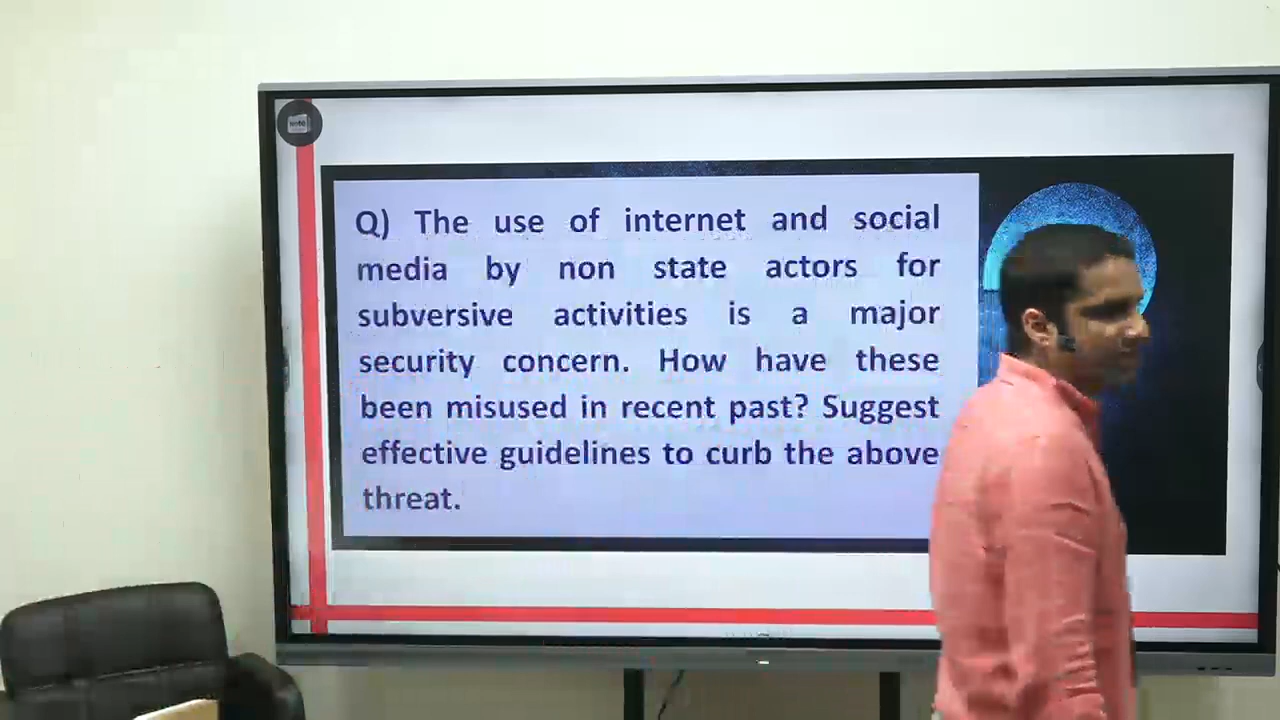 note
Q) The use of internet and social
media by non state actors for
subversive activities is a major
security concern. How have these
been misused in recent past? Suggest
effective guidelines to curb the above
threat.